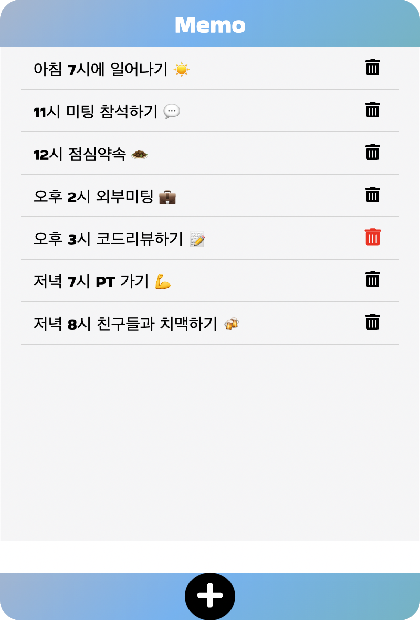 Memo
아침 7시에 일어나기 ☀️
11시 미팅 참석하기 💬
12시 점심약속 🍛
오후 2시 외부미팅 💼
오후 3시 코드리뷰하기 📝
저녁 7시 PT 가기 💪
저녁 8시 친구들과 치맥하기 🍻